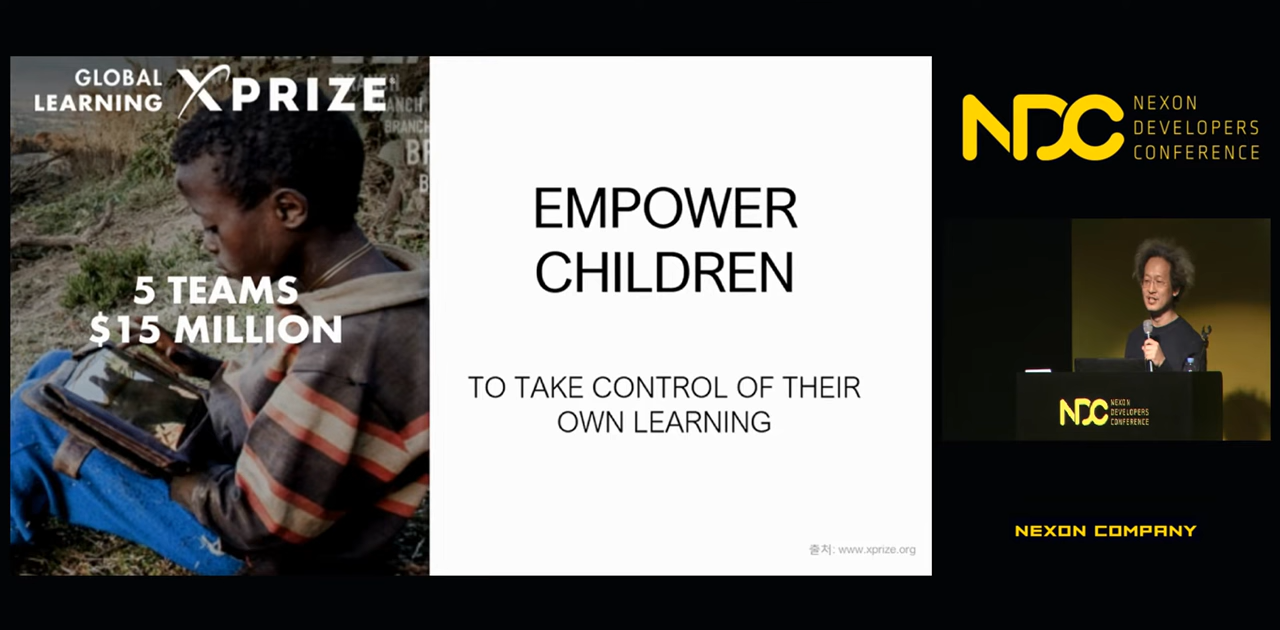 GLOBAL
LEARNING
XPRIZE
5 TEAMS
$15 MILLION
EMPOWER
CHILDREN
TO TAKE CONTROL OF THEIR
OWN LEARNING
출처: www.xprize.org
NDC
NEXON
DEVELOPERS
CONFERENCE
NDC
NEXON
DEVELOPERS
CONFERENCE
NEXON COMPANY